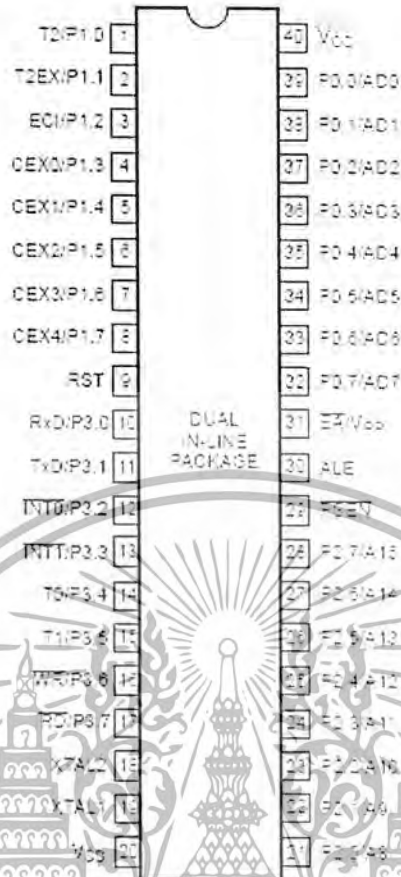 T2/P1.0 1 40 Vcc
T2EX/P1.1 2 39 P0.0/AD0
ECI/P1.2 3 38 P0.1/AD1
CEX0/P1.3 4 37 P0.2/AD2
CEX1/P1.4 5 36 P0.3/AD3
CEX2/P1.5 6 35 P0.4/AD4
CEX3/P1.6 7 34 P0.5/AD5
CEX4/P1.7 8 33 P0.6/AD6
RST 9 32 P0.7/AD7
RxD/P3.0 10 31 EA/Vpp
TxD/P3.1 11 30 ALE
INT0/P3.2 12 29 PSEN
INT1/P3.3 13 28 P2.7/A15
T0/P3.4 14 27 P2.6/A14
T1/P3.5 15 26 P2.5/A13
WR/P3.6 16 25 P2.4/A12
RD/P3.7 17 24 P2.3/A11
XTAL2 18 23 P2.2/A10
XTAL1 19 22 P2.1/A9
Vss 20 21 P2.0/A8
DUAL
IN-LINE
PACKAGE